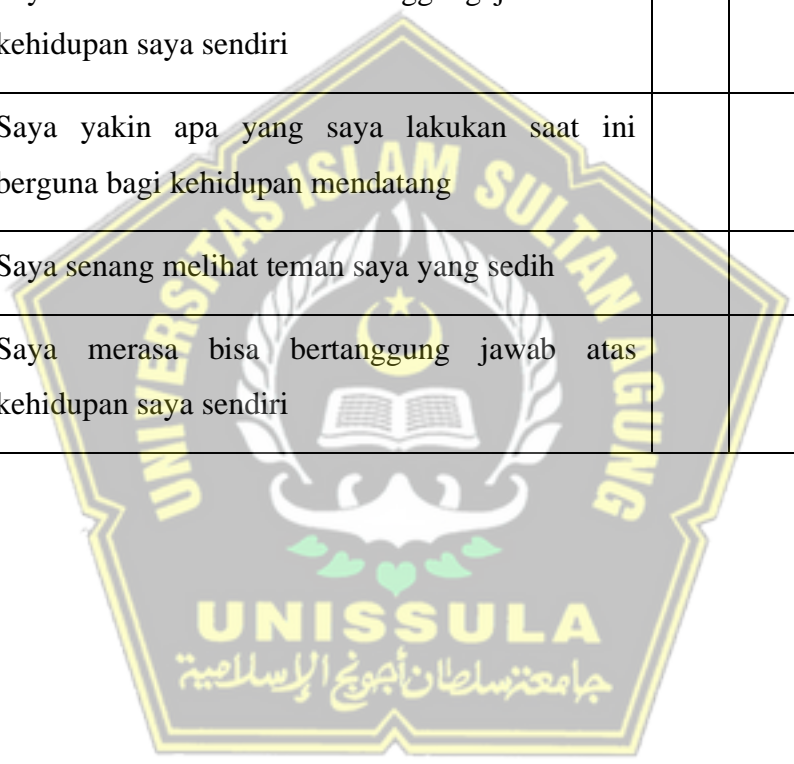 kehidupan saya sendiri
Saya yakin apa yang saya lakukan saat ini
berguna bagi kehidupan mendatang
Saya senang melihat teman saya yang sedih
Saya merasa bisa bertanggung jawab atas
kehidupan saya sendiri
UNIVERSITAS ISLAM SULTAN AGUNG
UNISSULA
جامعة سلطان أجونج الإسلامية